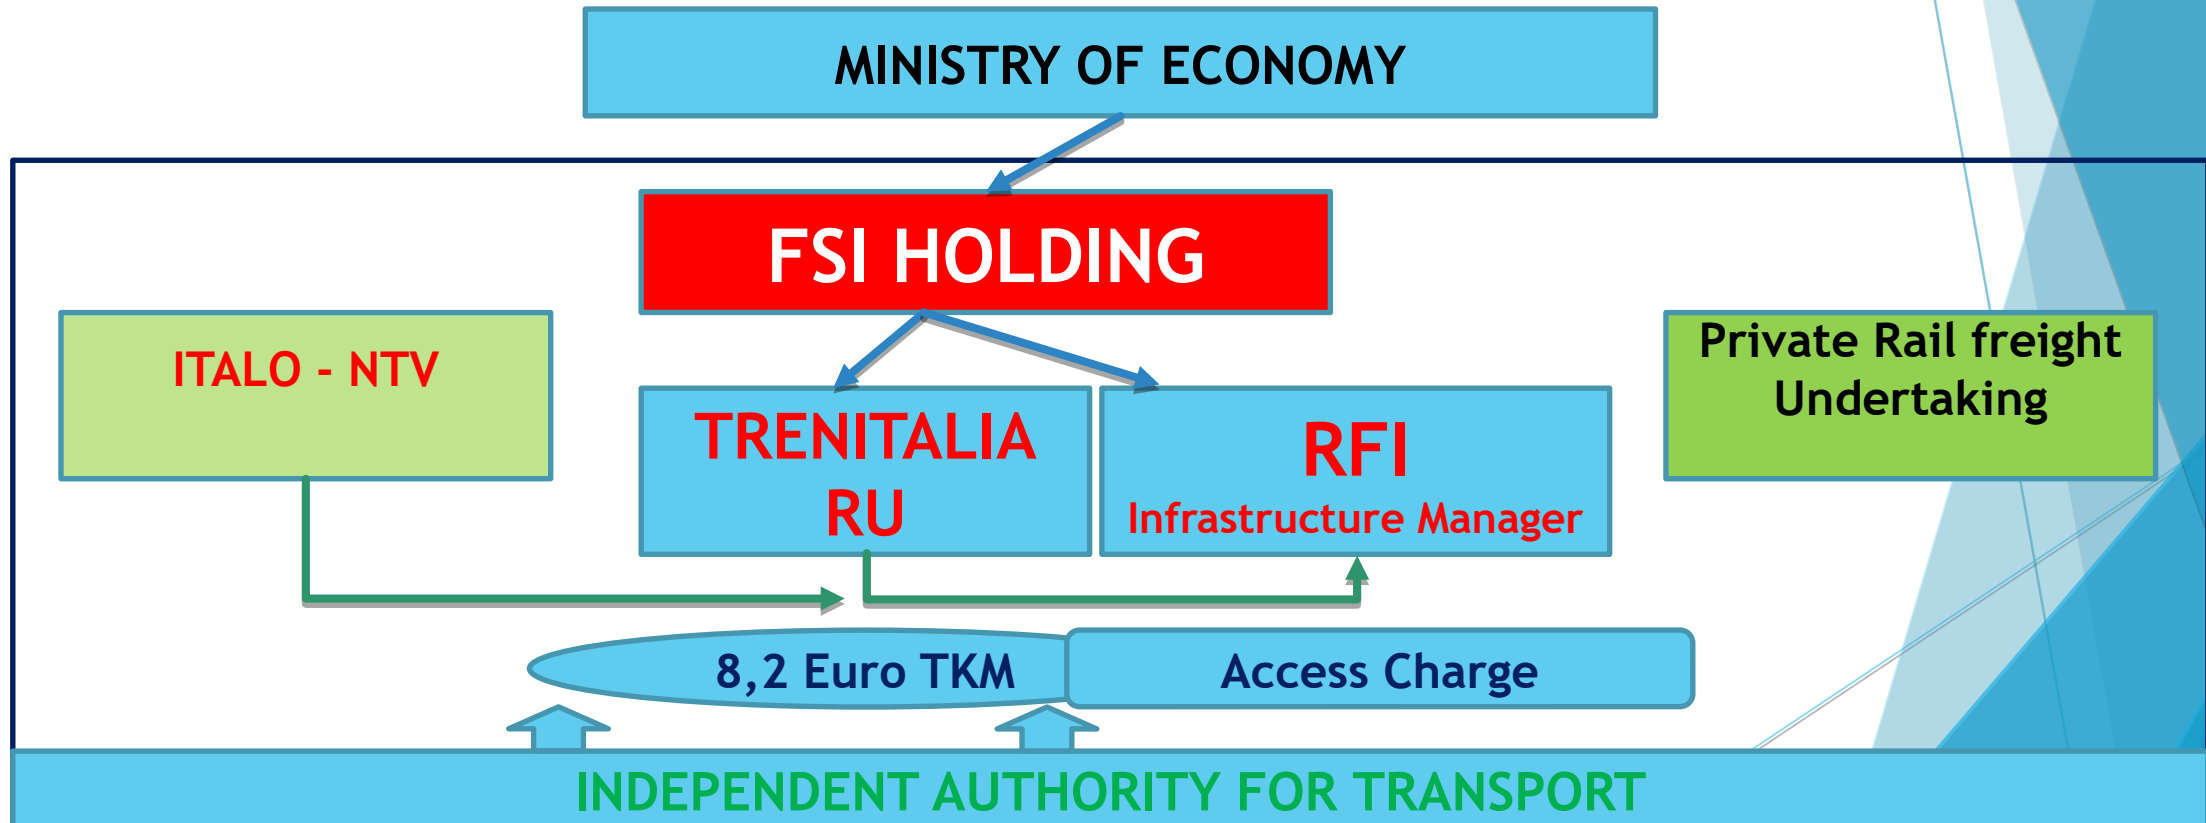 MINISTRY OF ECONOMY
FSI HOLDING
ITALO - NTV
Private Rail freight
Undertaking
TRENITALIA
RU
RFI
Infrastructure Manager
8,2 Euro TKM
Access Charge
INDEPENDENT AUTHORITY FOR TRANSPORT